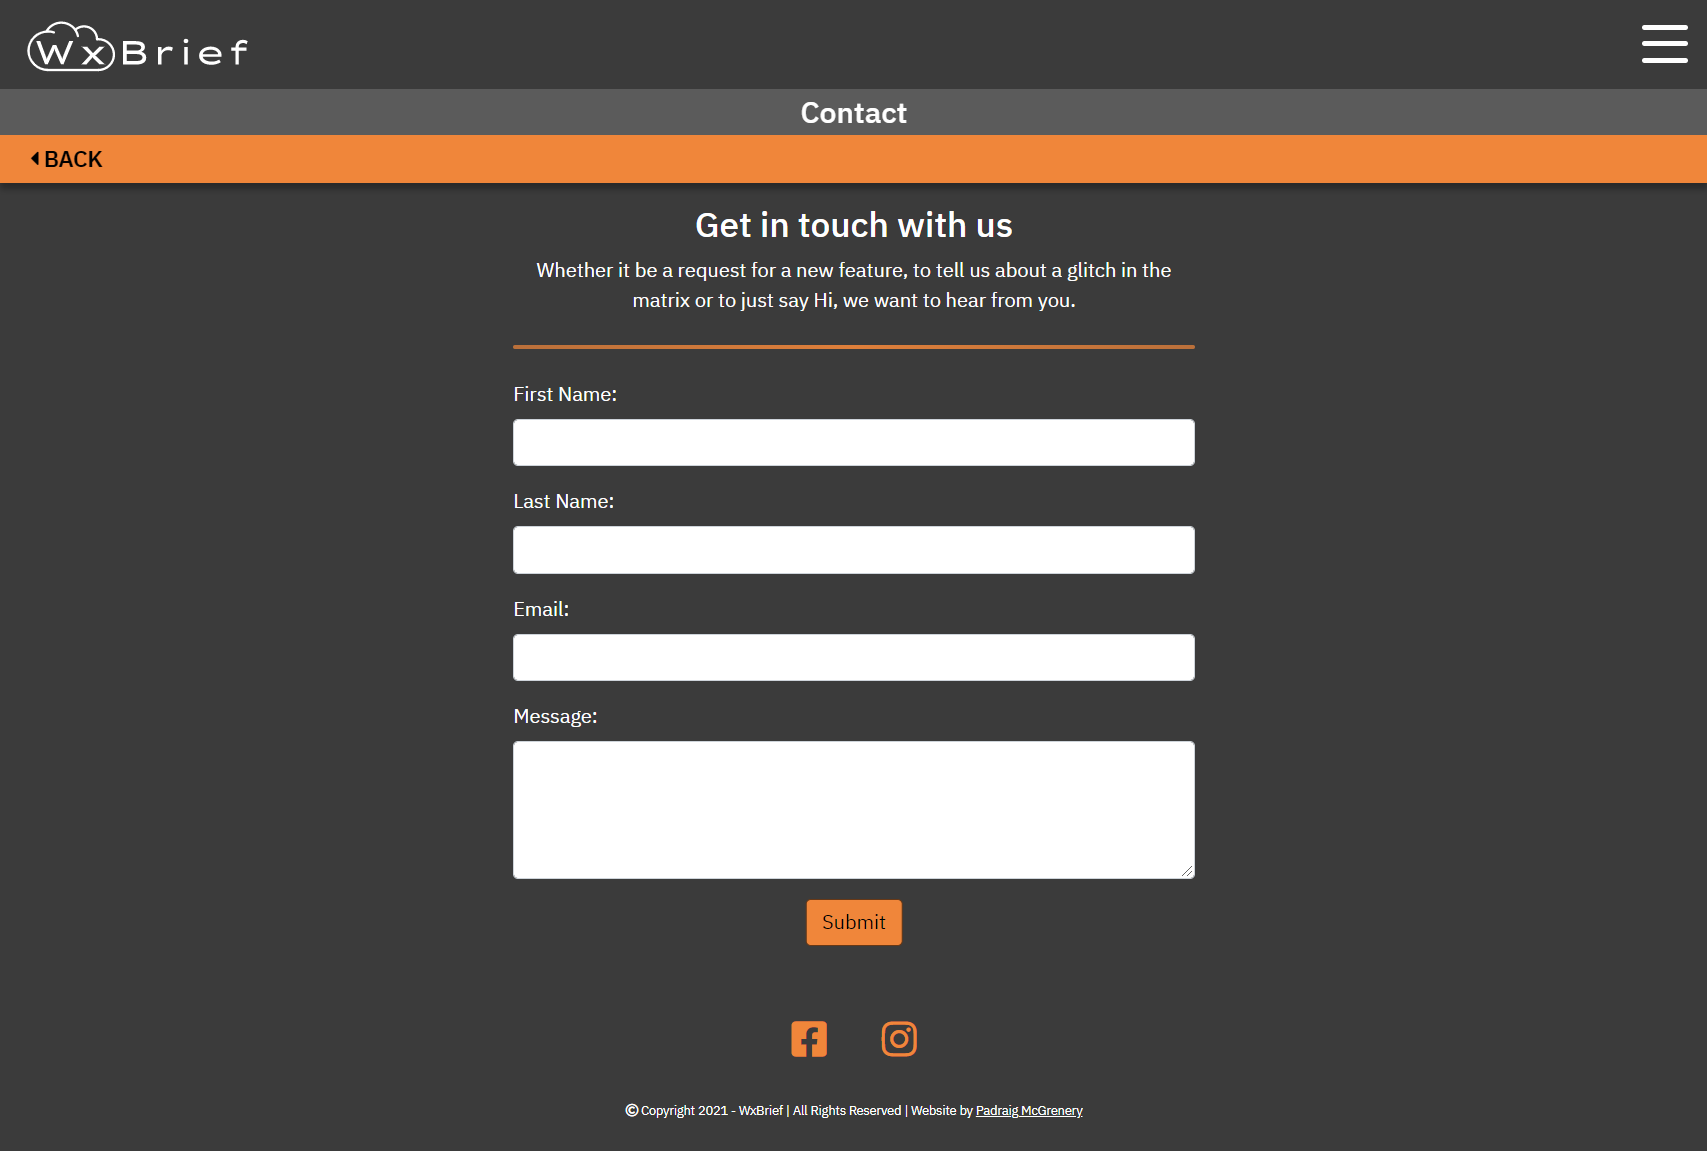 WxBrief
Contact
BACK
Get in touch with us
Whether it be a request for a new feature, to tell us about a glitch in the
matrix or to just say Hi, we want to hear from you.
First Name:
Last Name:
Email:
Message:
Submit
© Copyright 2021 - WxBrief | All Rights Reserved | Website by Padraig McGrenery